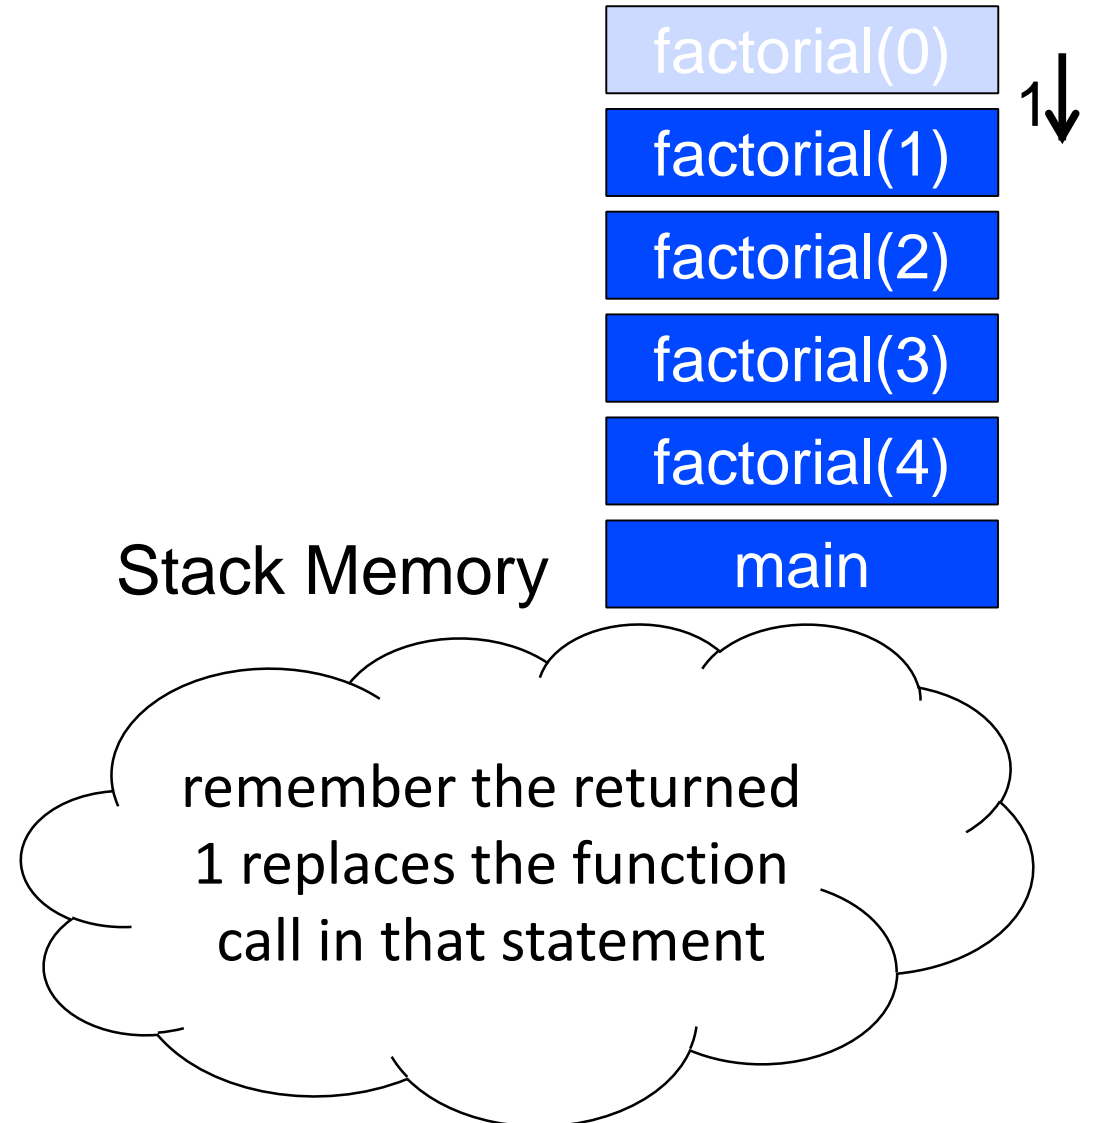 factorial(0)
1
factorial(1)
factorial(2)
factorial(3)
factorial(4)
Stack Memory
main
remember the returned
1 replaces the function
call in that statement